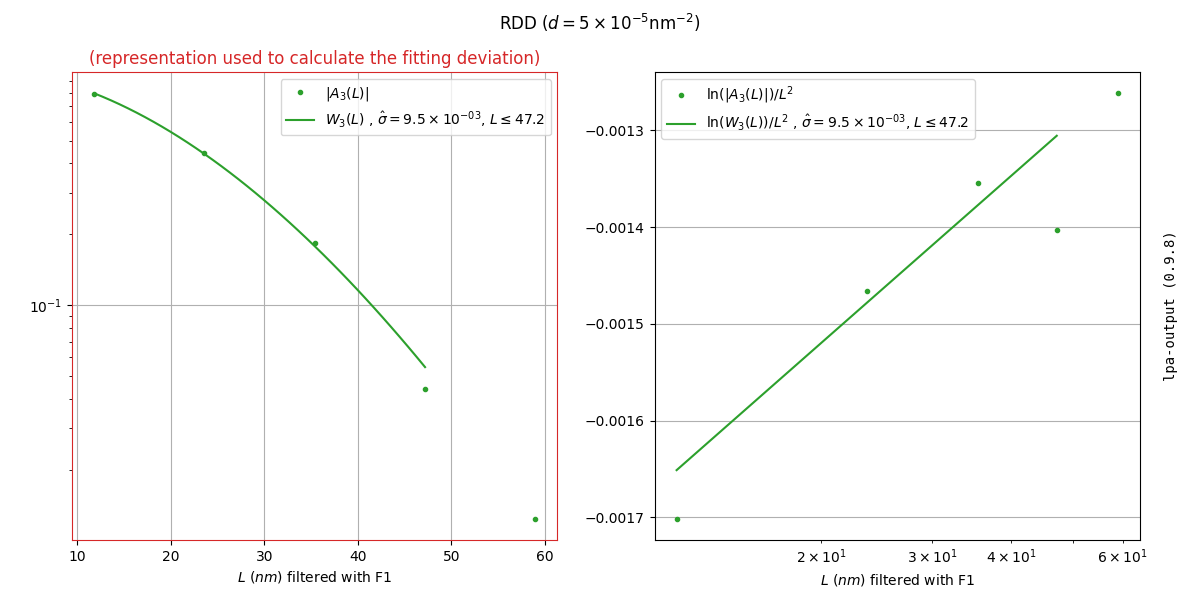 RDD (d = 5 × 10⁻⁵nm⁻²)
(representation used to calculate the fitting deviation)
|A₃(L)|
W₃(L) , σ̂ = 9.5 × 10⁻⁰³, L ≤ 47.2
10⁻¹
10 20 30 40 50 60
L (nm) filtered with F1
ln(|A₃(L)|)/L²
ln(W₃(L))/L² , σ̂ = 9.5 × 10⁻⁰³, L ≤ 47.2
−0.0013
−0.0014
−0.0015
−0.0016
−0.0017
2 × 10¹ 3 × 10¹ 4 × 10¹ 6 × 10¹
L (nm) filtered with F1
lpa-output (0.9.8)